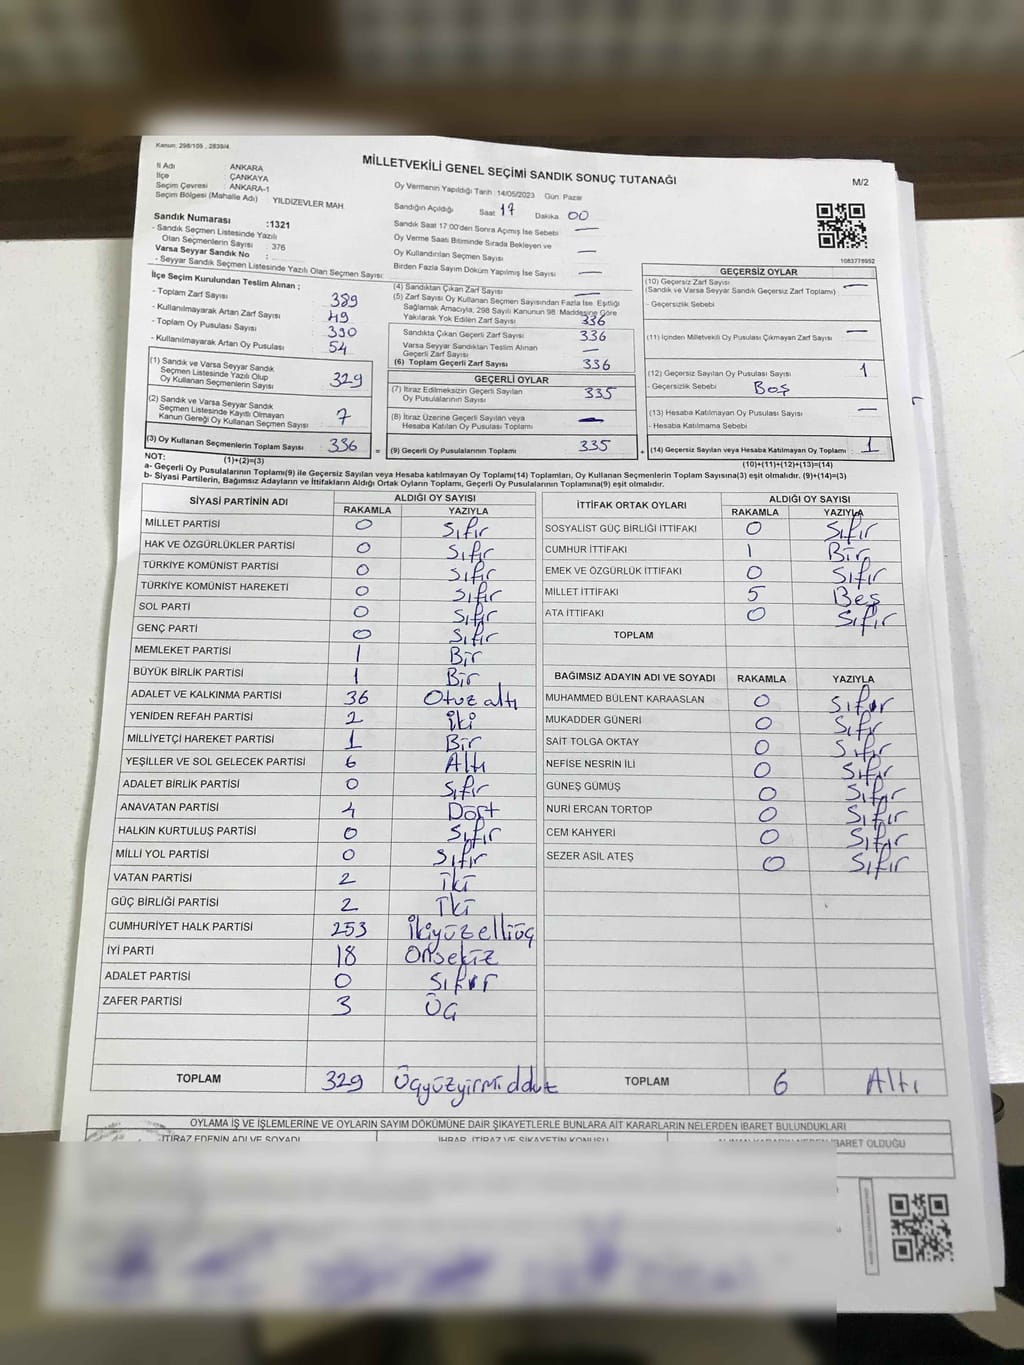 Kanun: 298/105 , 2839/4
MİLLETVEKİLİ GENEL SEÇİMİ SANDIK SONUÇ TUTANAĞI
M/2
İl Adı : ANKARA
İlçe : ÇANKAYA
Seçim Çevresi : ANKARA-1
Seçim Bölgesi (Mahalle Adı) : YILDIZEVLER MAH.
Sandık Numarası :1321
- Sandık Seçmen Listesinde Yazılı
Olan Seçmenlerin Sayısı : 376
Varsa Seyyar Sandık No :
- Seyyar Sandık Seçmen Listesinde Yazılı Olan Seçmen Sayısı:
Oy Vermenin Yapıldığı Tarih :14/05/2023 Gün: Pazar
Sandığın Açıldığı Saat 17 Dakika 00
Sandık Saat 17:00'den Sonra Açmış İse Sebebi —
Oy Verme Saati Bitiminde Sırada Bekleyen ve
Oy Kullandırılan Seçmen Sayısı —
Birden Fazla Sayım Döküm Yapılmış İse Sayısı —
1083778952
İlçe Seçim Kurulundan Teslim Alınan ;
- Toplam Zarf Sayısı 389
- Kullanılmayarak Artan Zarf Sayısı 49
- Toplam Oy Pusulası Sayısı 390
- Kullanılmayarak Artan Oy Pusulası 54
(1) Sandık ve Varsa Seyyar Sandık
Seçmen Listesinde Yazılı Olup
Oy Kullanan Seçmenlerin Sayısı 329
(2) Sandık ve Varsa Seyyar Sandık
Seçmen Listesinde Kayıtlı Olmayan
Kanun Gereği Oy Kullanan Seçmen Sayısı 7
(3) Oy Kullanan Seçmenlerin Toplam Sayısı 336 =
(1)+(2)=(3)
(4) Sandıktan Çıkan Zarf Sayısı —
(5) Zarf Sayısı Oy Kullanan Seçmen Sayısından Fazla İse, Eşitliği
Sağlamak Amacıyla, 298 Sayılı Kanunun 98. Maddesine Göre
Yakılarak Yok Edilen Zarf Sayısı 336
Sandıkta Çıkan Geçerli Zarf Sayısı 336
Varsa Seyyar Sandıktan Teslim Alınan
Geçerli Zarf Sayısı —
(6) Toplam Geçerli Zarf Sayısı 336
GEÇERLİ OYLAR
(7) İtiraz Edilmeksizin Geçerli Sayılan
Oy Pusulalarının Sayısı 335
(8) İtiraz Üzerine Geçerli Sayılan veya
Hesaba Katılan Oy Pusulası Toplamı —
(9) Geçerli Oy Pusulalarının Toplamı 335 +
GEÇERSİZ OYLAR
(10) Geçersiz Zarf Sayısı
Sandık ve Varsa Seyyar Sandık Geçersiz Zarf Toplamı) —
- Geçersizlik Sebebi
(11) İçinden Milletvekili Oy Pusulası Çıkmayan Zarf Sayısı —
(12) Geçersiz Sayılan Oy Pusulası Sayısı 1
- Geçersizlik Sebebi Boş
(13) Hesaba Katılmayan Oy Pusulası Sayısı —
- Hesaba Katılmama Sebebi
(14) Geçersiz Sayılan veya Hesaba Katılmayan Oy Toplamı 1
(10)+(11)+(12)+(13)=(14)
NOT:
a- Geçerli Oy Pusulalarının Toplamı(9) ile Geçersiz Sayılan veya Hesaba katılmayan Oy Toplamı(14) Toplamları, Oy Kullanan Seçmenlerin Toplam Sayısına(3) eşit olmalıdır. (9)+(14)=(3)
b- Siyasi Partilerin, Bağımsız Adayların ve İttifakların Aldığı Ortak Oyların Toplamı, Geçerli Oy Pusulalarının Toplamına(9) eşit olmalıdır.
SİYASİ PARTİNİN ADI ALDIĞI OY SAYISI
RAKAMLA YAZIYLA
MİLLET PARTİSİ 0 Sıfır
HAK VE ÖZGÜRLÜKLER PARTİSİ 0 Sıfır
TÜRKİYE KOMÜNİST PARTİSİ 0 Sıfır
TÜRKİYE KOMÜNİST HAREKETİ 0 Sıfır
SOL PARTİ 0 Sıfır
GENÇ PARTİ 0 Sıfır
MEMLEKET PARTİSİ 1 Bir
BÜYÜK BİRLİK PARTİSİ 1 Bir
ADALET VE KALKINMA PARTİSİ 36 Otuz altı
YENİDEN REFAH PARTİSİ 2 İki
MİLLİYETÇİ HAREKET PARTİSİ 1 Bir
YEŞİLLER VE SOL GELECEK PARTİSİ 6 Altı
ADALET BİRLİK PARTİSİ 0 Sıfır
ANAVATAN PARTİSİ 4 Dört
HALKIN KURTULUŞ PARTİSİ 0 Sıfır
MİLLİ YOL PARTİSİ 0 Sıfır
VATAN PARTİSİ 2 İki
GÜÇ BİRLİĞİ PARTİSİ 2 İki
CUMHURİYET HALK PARTİSİ 253 İkiyüzelliüç
İYİ PARTİ 18 Onsekiz
ADALET PARTİSİ 0 Sıfır
ZAFER PARTİSİ 3 Üç
TOPLAM 329 Üçyüzyirmi
İTTİFAK ORTAK OYLARI ALDIĞI OY SAYISI
RAKAMLA YAZIYLA
SOSYALİST GÜÇ BİRLİĞİ İTTİFAKI 0 Sıfır
CUMHUR İTTİFAKI 1 Bir
EMEK VE ÖZGÜRLÜK İTTİFAKI 0 Sıfır
MİLLET İTTİFAKI 5 Beş
ATA İTTİFAKI 0 Sıfır
TOPLAM
BAĞIMSIZ ADAYIN ADI VE SOYADI RAKAMLA YAZIYLA
MUHAMMED BÜLENT KARAASLAN 0 Sıfır
MUKADDER GÜNERİ 0 Sıfır
SAİT TOLGA OKTAY 0 Sıfır
NEFİSE NESRİN İLİ 0 Sıfır
GÜNEŞ GÜMÜŞ 0 Sıfır
NURİ ERCAN TORTOP 0 Sıfır
CEM KAHYERİ 0 Sıfır
SEZER ASİL ATEŞ 0 Sıfır
TOPLAM 6 Altı
OYLAMA İŞ VE İŞLEMLERİNE VE OYLARIN SAYIM DÖKÜMÜNE DAİR ŞİKAYETLERLE BUNLARA AİT KARARLARIN NELERDEN İBARET BULUNDUKLARI
İTİRAZ EDENİN ADI VE SOYADI İHBAR, İTİRAZ VE ŞİKAYETİN KONUSU ALINAN KARARIN NEDEN İBARET OLDUĞU